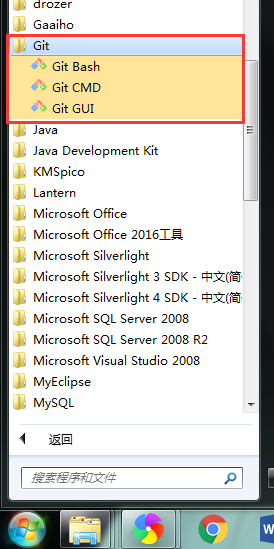 drozer
Gaaiho
Git
Git Bash
Git CMD
Git GUI
Java
Java Development Kit
KMSpico
Lantern
Microsoft Office
Microsoft Office 2016工具
Microsoft Silverlight
Microsoft Silverlight 3 SDK - 中文(简
Microsoft Silverlight 4 SDK - 中文(简
Microsoft SQL Server 2008
Microsoft SQL Server 2008 R2
Microsoft Visual Studio 2008
MyEclipse
MySQL
返回
搜索程序和文件
W